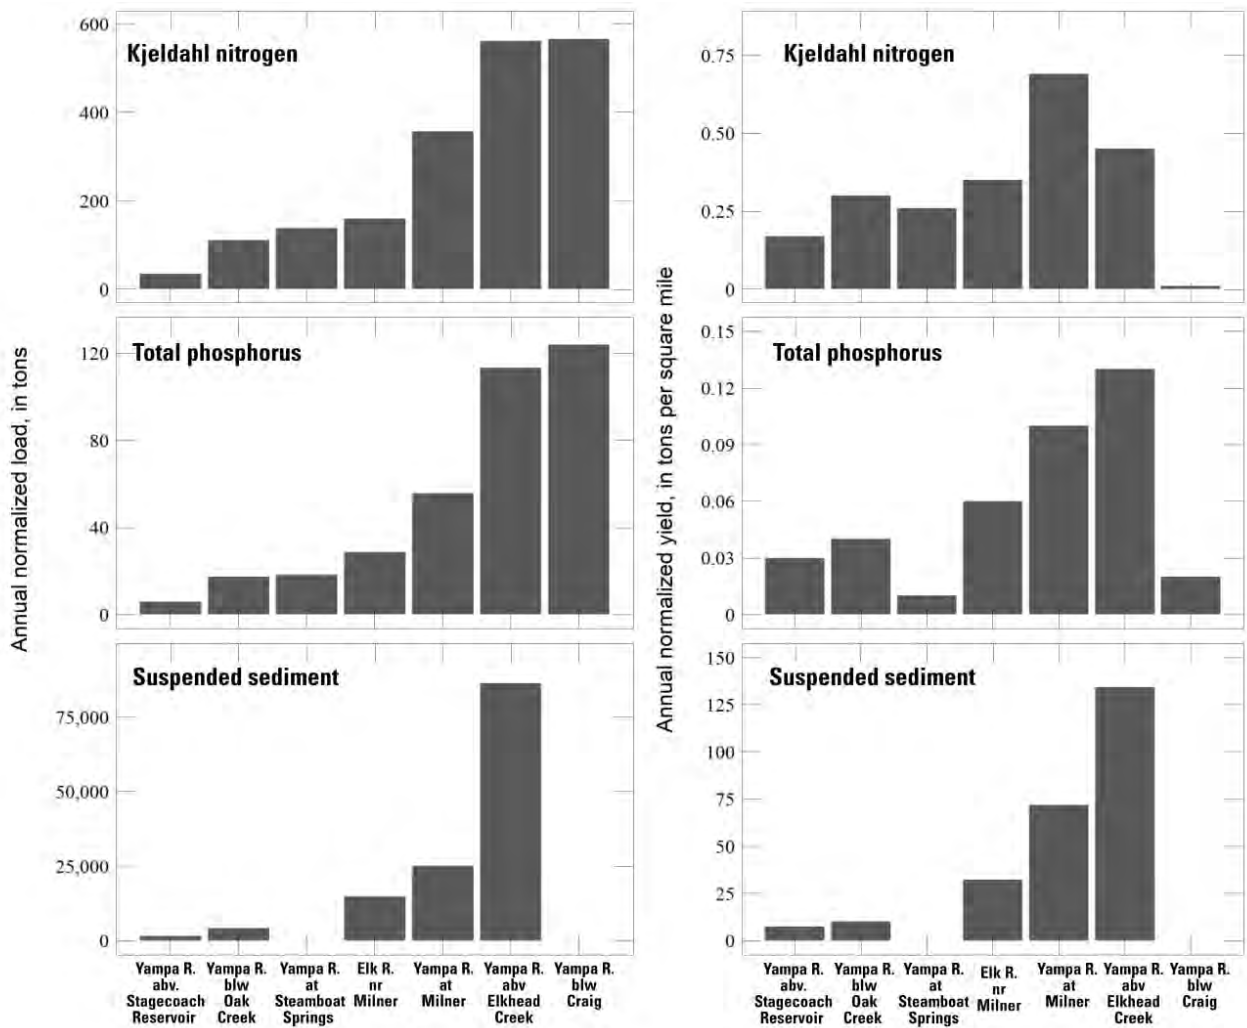 Annual normalized load, in tons
Kjeldahl nitrogen
600
400
200
0
Total phosphorus
120
80
40
0
Suspended sediment
75,000
50,000
25,000
0
Yampa R.
abv.
Stagecoach
Reservoir
Yampa R.
blw
Oak
Creek
Yampa R.
at
Steamboat
Springs
Elk R.
nr
Milner
Yampa R.
at
Milner
Yampa R.
abv
Elkhead
Creek
Yampa R.
blw
Craig
Annual normalized yield, in tons per square mile
Kjeldahl nitrogen
0.75
0.50
0.25
0
Total phosphorus
0.15
0.12
0.09
0.06
0.03
0
Suspended sediment
150
125
100
75
50
25
0
Yampa R.
abv.
Stagecoach
Reservoir
Yampa R.
blw
Oak
Creek
Yampa R.
at
Steamboat
Springs
Elk R.
nr
Milner
Yampa R.
at
Milner
Yampa R.
abv
Elkhead
Creek
Yampa R.
blw
Craig